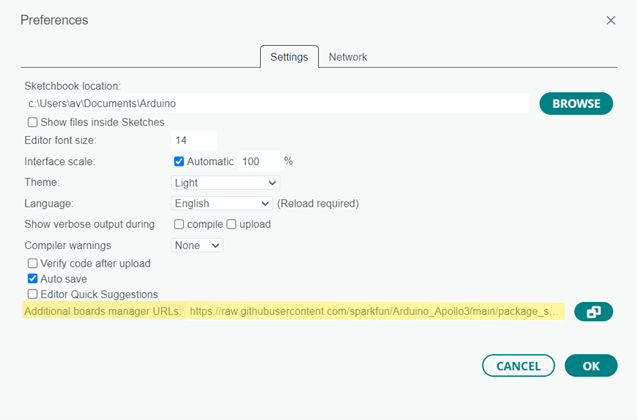 Preferences
Settings Network
Sketchbook location:
c:\Users\av\Documents\Arduino BROWSE
Show files inside Sketches
Editor font size: 14
Interface scale: Automatic 100 %
Theme: Light
Language: English (Reload required)
Show verbose output during compile upload
Compiler warnings None
Verify code after upload
Auto save
Editor Quick Suggestions
Additional boards manager URLs: https://raw.githubusercontent.com/sparkfun/Arduino_Apollo3/main/package_s...
CANCEL OK